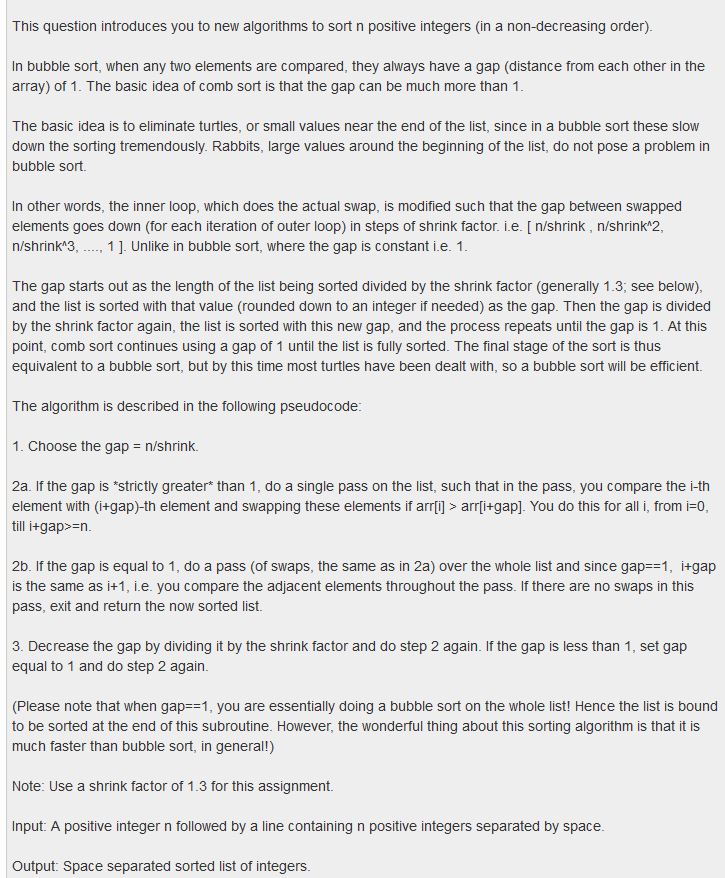 This question introduces you to new algorithms to sort n positive integers (in a non-decreasing order).
In bubble sort, when any two elements are compared, they always have a gap (distance from each other in the
array) of 1. The basic idea of comb sort is that the gap can be much more than 1.
The basic idea is to eliminate turtles, or small values near the end of the list, since in a bubble sort these slow
down the sorting tremendously. Rabbits, large values around the beginning of the list, do not pose a problem in
bubble sort.
In other words, the inner loop, which does the actual swap, is modified such that the gap between swapped
elements goes down (for each iteration of outer loop) in steps of shrink factor. i.e. [ n/shrink , n/shrink^2,
n/shrink^3, ...., 1 ]. Unlike in bubble sort, where the gap is constant i.e. 1.
The gap starts out as the length of the list being sorted divided by the shrink factor (generally 1.3; see below),
and the list is sorted with that value (rounded down to an integer if needed) as the gap. Then the gap is divided
by the shrink factor again, the list is sorted with this new gap, and the process repeats until the gap is 1. At this
point, comb sort continues using a gap of 1 until the list is fully sorted. The final stage of the sort is thus
equivalent to a bubble sort, but by this time most turtles have been dealt with, so a bubble sort will be efficient.
The algorithm is described in the following pseudocode:
1. Choose the gap = n/shrink.
2a. If the gap is *strictly greater* than 1, do a single pass on the list, such that in the pass, you compare the i-th
element with (i+gap)-th element and swapping these elements if arr[i] > arr[i+gap]. You do this for all i, from i=0,
till i+gap>=n.
2b. If the gap is equal to 1, do a pass (of swaps, the same as in 2a) over the whole list and since gap==1,  i+gap
is the same as i+1, i.e. you compare the adjacent elements throughout the pass. If there are no swaps in this
pass, exit and return the now sorted list.
3. Decrease the gap by dividing it by the shrink factor and do step 2 again. If the gap is less than 1, set gap
equal to 1 and do step 2 again.
(Please note that when gap==1, you are essentially doing a bubble sort on the whole list! Hence the list is bound
to be sorted at the end of this subroutine. However, the wonderful thing about this sorting algorithm is that it is
much faster than bubble sort, in general!)
Note: Use a shrink factor of 1.3 for this assignment.
Input: A positive integer n followed by a line containing n positive integers separated by space.
Output: Space separated sorted list of integers.